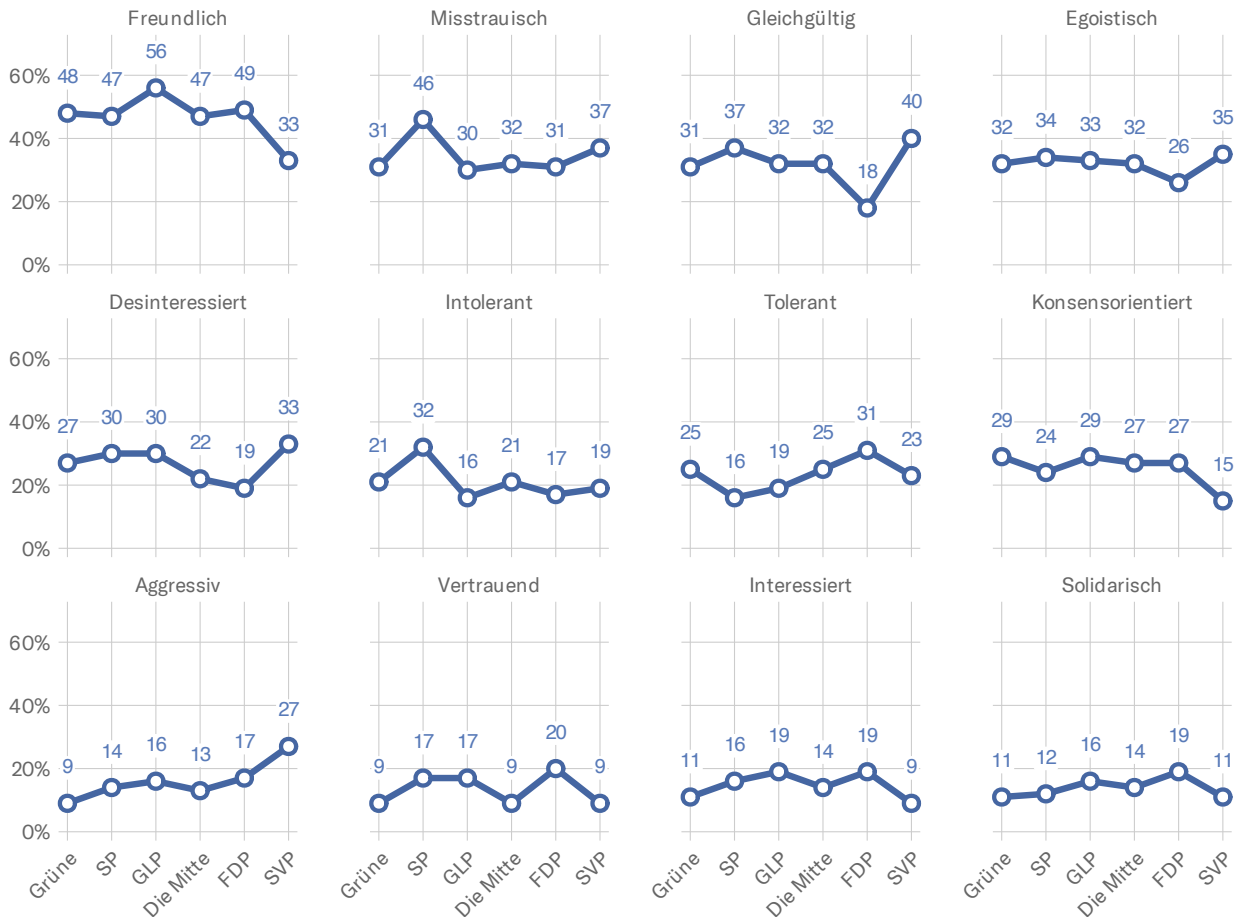 Freundlich
Misstrauisch
Gleichgültig
Egoistisch
60%
40%
20%
0%
48 47 56 47 49 33
31 46 30 32 31 37
31 37 32 32 18 40
32 34 33 32 26 35
Desinteressiert
Intolerant
Tolerant
Konsensorientiert
60%
40%
20%
0%
27 30 30 22 19 33
21 32 16 21 17 19
25 16 19 25 31 23
29 24 29 27 27 15
Aggressiv
Vertrauend
Interessiert
Solidarisch
60%
40%
20%
0%
9 14 16 13 17 27
9 17 17 9 20 9
11 16 19 14 19 9
11 12 16 14 19 11
Grüne SP GLP Die Mitte FDP SVP
Grüne SP GLP Die Mitte FDP SVP
Grüne SP GLP Die Mitte FDP SVP
Grüne SP GLP Die Mitte FDP SVP